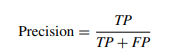 Precision = TP / TP + FP